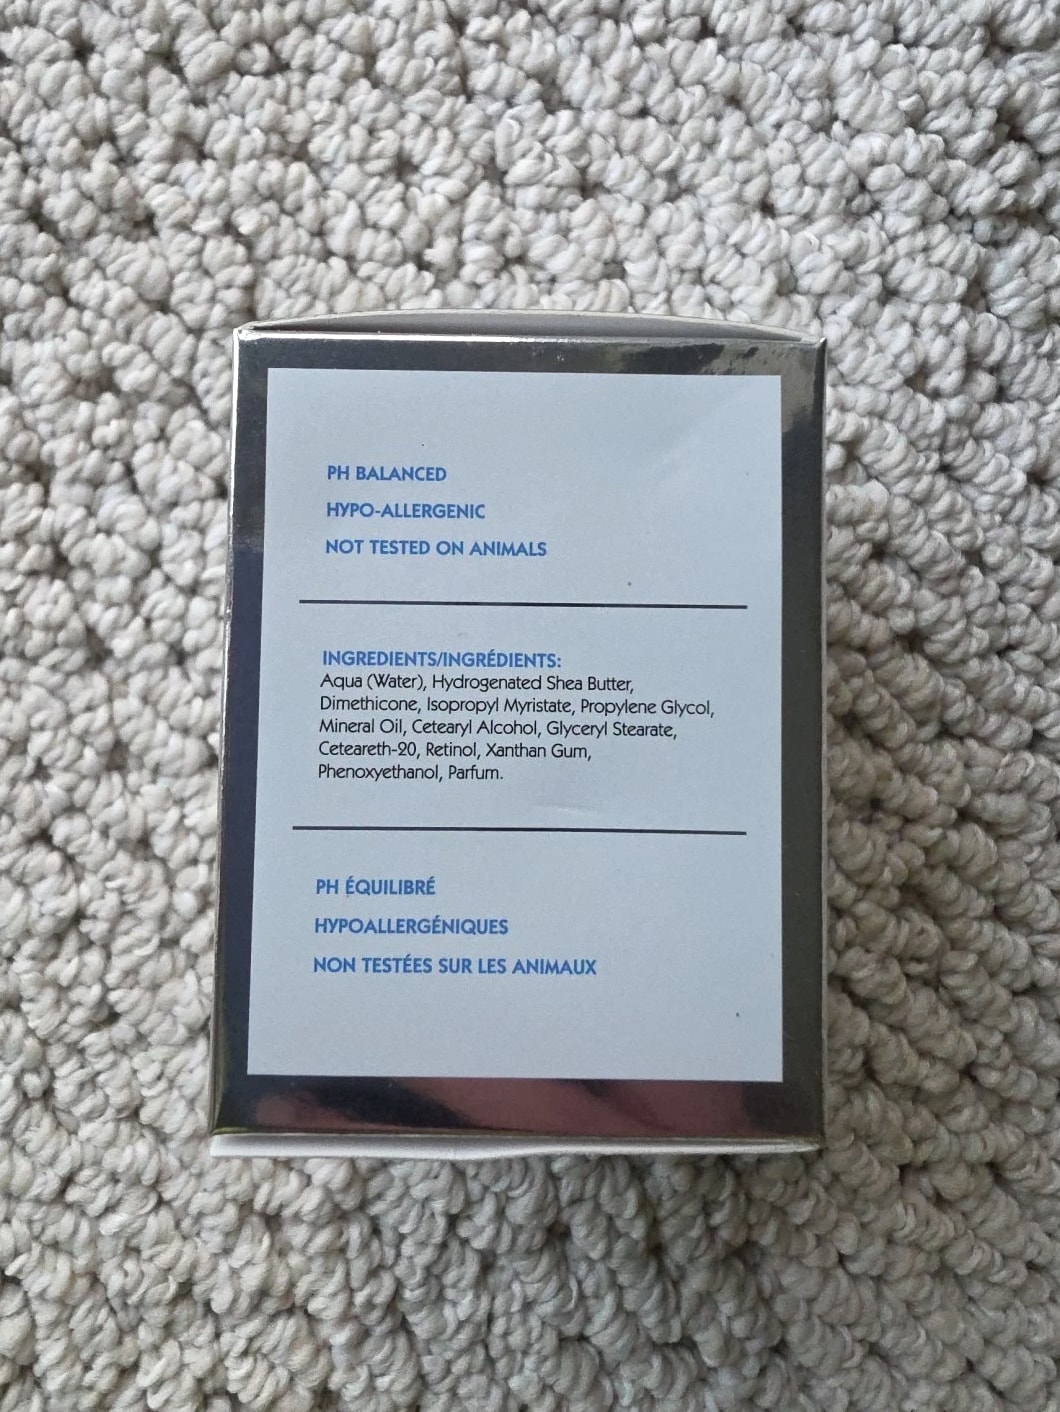 PH BALANCED
HYPO-ALLERGENIC
NOT TESTED ON ANIMALS
INGREDIENTS/INGRÉDIENTS:
Aqua (Water), Hydrogenated Shea Butter,
Dimethicone, Isopropyl Myristate, Propylene Glycol,
Mineral Oil, Cetearyl Alcohol, Glyceryl Stearate,
Ceteareth-20, Retinol, Xanthan Gum,
Phenoxyethanol, Parfum.
PH ÉQUILIBRÉ
HYPOALLERGÉNIQUES
NON TESTÉES SUR LES ANIMAUX